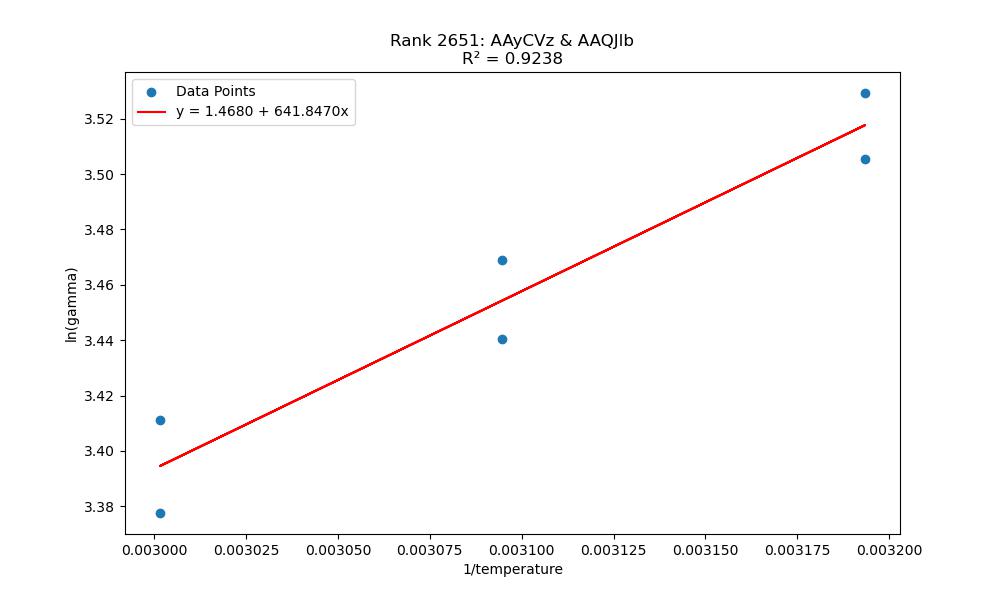 Rank 2651: AAyCVz & AAQJlb
R² = 0.9238
Data Points
y = 1.4680 + 641.8470x
3.52
3.50
3.48
3.46
3.44
3.42
3.40
3.38
ln(gamma)
0.003000 0.003025 0.003050 0.003075 0.003100 0.003125 0.003150 0.003175 0.003200
1/temperature